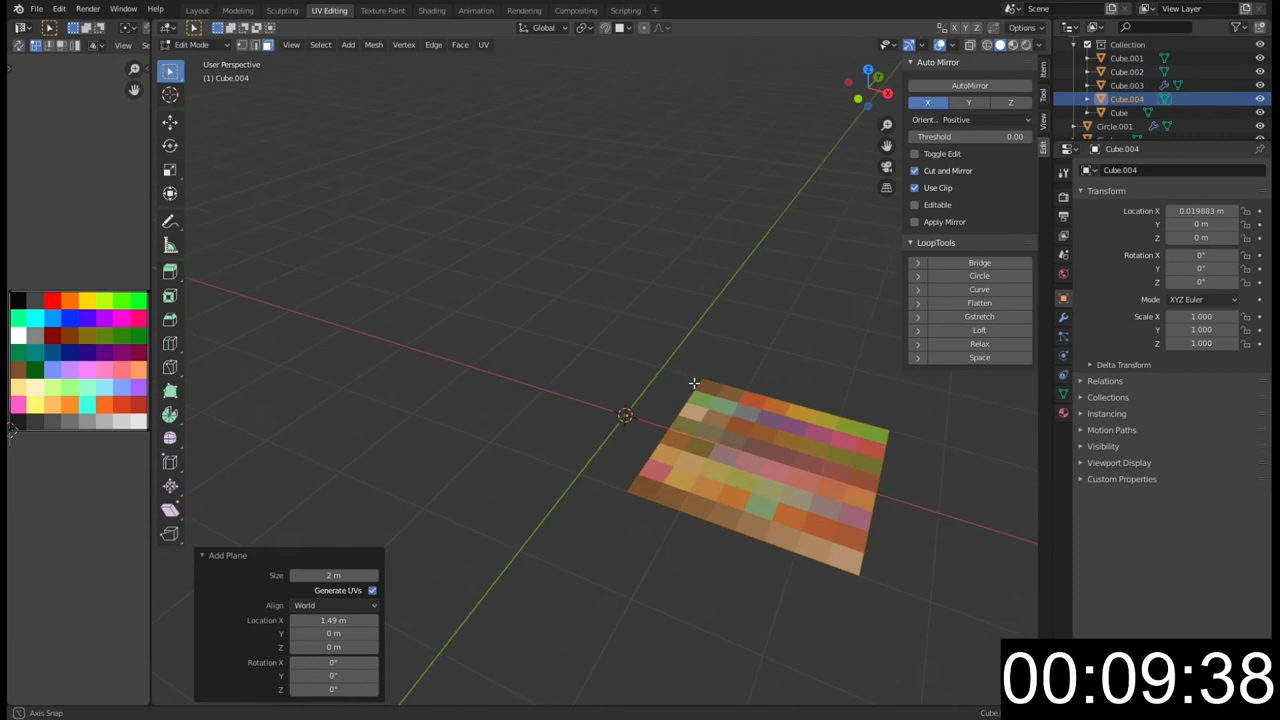 File Edit Render Window Help Layout Modeling Sculpting UV Editing Texture Paint Shading Animation Rendering Compositing Scripting + Scene View Layer
Global Options
View Edit Mode View Select Add Mesh Vertex Edge Face UV
User Perspective
(1) Cube.004
X
Y
Z
Auto Mirror
AutoMirror
X Y Z
Orient.. Positive
Threshold 0.00
Toggle Edit
Cut and Mirror
Use Clip
Editable
Apply Mirror
LoopTools
Bridge
Circle
Curve
Flatten
Gstretch
Loft
Relax
Space
Item
Tool
View
Edit
Collection
Cube.001
Cube.002
Cube.003
Cube.004
Cube
Circle.001
Cube.004
Cube.004
Transform
Location X 0.019883 m
Y 0 m
Z 0 m
Rotation X 0°
Y 0°
Z 0°
Mode XYZ Euler
Scale X 1.000
Y 1.000
Z 1.000
Delta Transform
Relations
Collections
Instancing
Motion Paths
Visibility
Viewport Display
Custom Properties
Add Plane
Size 2 m
Generate UVs
Align World
Location X 1.49 m
Y 0 m
Z 0 m
Rotation X 0°
Y 0°
Z 0°
Axis Snap
00:09:38